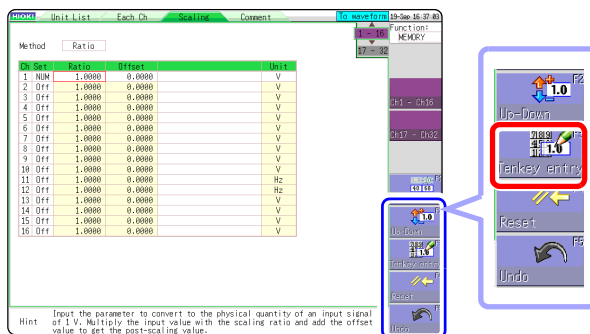 HIOKI Unit List Each Ch Scaling Comment To waveform 19-Sep 16:37:03
1 - 16
17 - 32
Function:
MEMORY
Method Ratio
Ch Set Ratio Offset Unit
1 NUM 1.0000 0.0000 V
2 Off 1.0000 0.0000 V
3 Off 1.0000 0.0000 V
4 Off 1.0000 0.0000 V
5 Off 1.0000 0.0000 V
6 Off 1.0000 0.0000 V
7 Off 1.0000 0.0000 V
8 Off 1.0000 0.0000 V
9 Off 1.0000 0.0000 V
10 Off 1.0000 0.0000 V
11 Off 1.0000 0.0000 Hz
12 Off 1.0000 0.0000 Hz
13 Off 1.0000 0.0000 V
14 Off 1.0000 0.0000 V
15 Off 1.0000 0.0000 V
16 Off 1.0000 0.0000 V
Ch1 - Ch16
Ch17 - Ch32
1.0
Up-Down
1.0
Tenkey entry
Reset
Undo
Hint Input the parameter to convert to the physical quantity of an input signal
of 1 V. Multiply the input value with the scaling ratio and add the offset
value to get the post-scaling value.
F2
1.0
Up-Down
1.0
Tenkey entry
Reset
F5
Undo